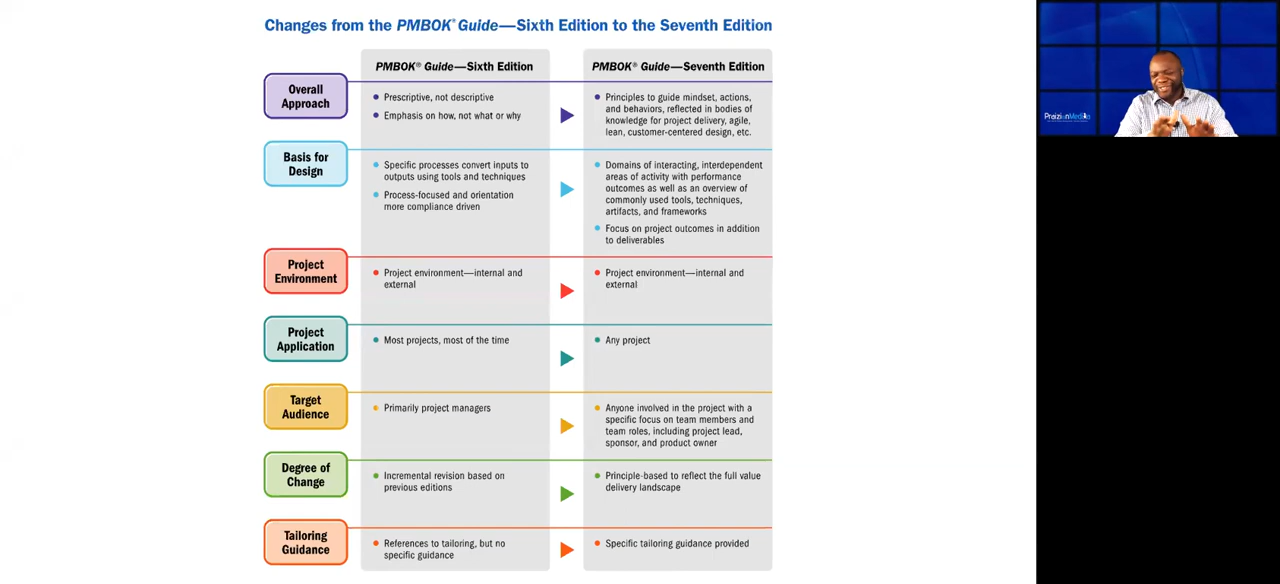 Changes from the PMBOK® Guide—Sixth Edition to the Seventh Edition
PMBOK® Guide—Sixth Edition
PMBOK® Guide—Seventh Edition
Overall
Approach
• Prescriptive, not descriptive
• Emphasis on how, not what or why
• Principles to guide mindset, actions,
and behaviors, reflected in bodies of
knowledge for project delivery, agile,
lean, customer-centered design, etc.
Basis for
Design
• Specific processes convert inputs to
outputs using tools and techniques
• Process-focused and orientation
more compliance driven
• Domains of interacting, interdependent
areas of activity with performance
outcomes as well as an overview of
commonly used tools, techniques,
artifacts, and frameworks
• Focus on project outcomes in addition
to deliverables
Project
Environment
• Project environment—internal and
external
• Project environment—internal and
external
Project
Application
• Most projects, most of the time
• Any project
Target
Audience
• Primarily project managers
• Anyone involved in the project with a
specific focus on team members and
team roles, including project lead,
sponsor, and product owner
Degree of
Change
• Incremental revision based on
previous editions
• Principle-based to reflect the full value
delivery landscape
Tailoring
Guidance
• References to tailoring, but no
specific guidance
• Specific tailoring guidance provided
PraizionMedia